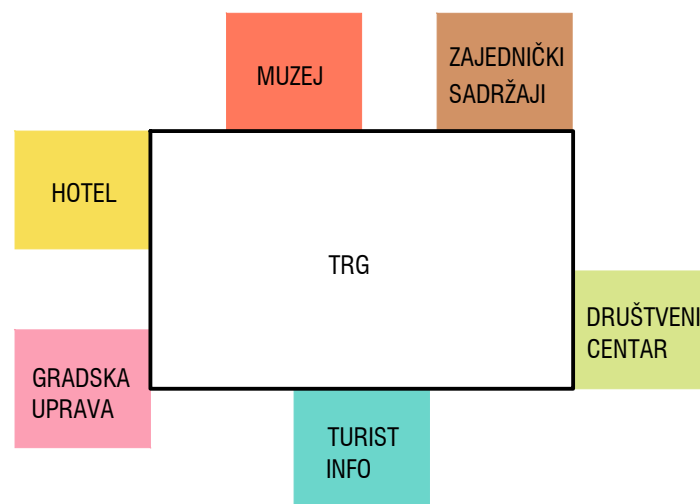 MUZEJ
ZAJEDNIČKI
SADRŽAJI
HOTEL
TRG
DRUŠTVENI
CENTAR
GRADSKA
UPRAVA
TURIST
INFO